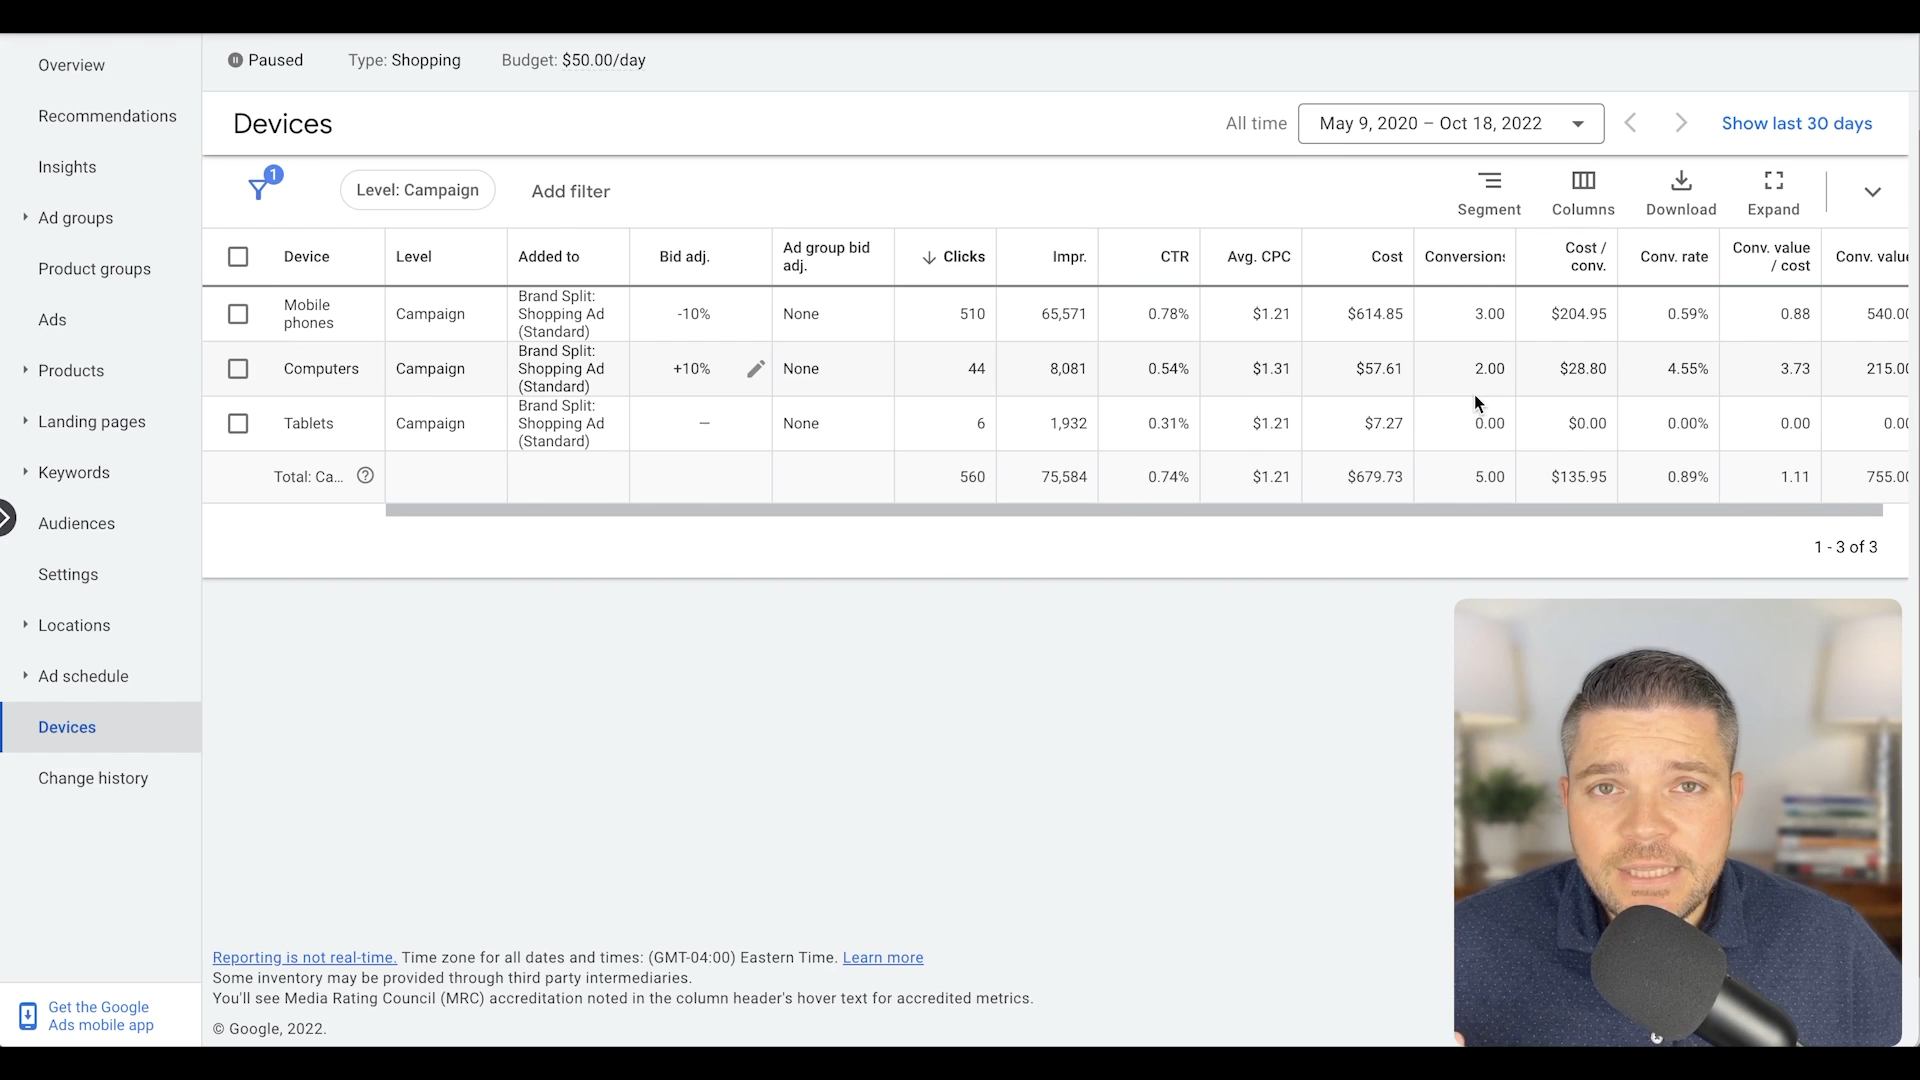 Paused Type: Shopping Budget: $50.00/day
Overview
Recommendations
Insights
Ad groups
Product groups
Ads
Products
Landing pages
Keywords
Audiences
Settings
Locations
Ad schedule
Devices
Change history
Get the Google
Ads mobile app
Devices
All time May 9, 2020 – Oct 18, 2022 Show last 30 days
1
Level: Campaign Add filter
Segment Columns Download Expand
Device Level Added to Bid adj. Ad group bid adj. Clicks Impr. CTR Avg. CPC Cost Conversions Cost / conv. Conv. rate Conv. value / cost Conv. value
Mobile phones Campaign Brand Split: Shopping Ad (Standard) -10% None 510 65,571 0.78% $1.21 $614.85 3.00 $204.95 0.59% 0.88 540.00
Computers Campaign Brand Split: Shopping Ad (Standard) +10% None 44 8,081 0.54% $1.31 $57.61 2.00 $28.80 4.55% 3.73 215.00
Tablets Campaign Brand Split: Shopping Ad (Standard) – None 6 1,932 0.31% $1.21 $7.27 0.00 $0.00 0.00% 0.00 0.00
Total: Ca... 560 75,584 0.74% $1.21 $679.73 5.00 $135.95 0.89% 1.11 755.00
1 - 3 of 3
Reporting is not real-time. Time zone for all dates and times: (GMT-04:00) Eastern Time. Learn more
Some inventory may be provided through third party intermediaries.
You'll see Media Rating Council (MRC) accreditation noted in the column header's hover text for accredited metrics.
© Google, 2022.